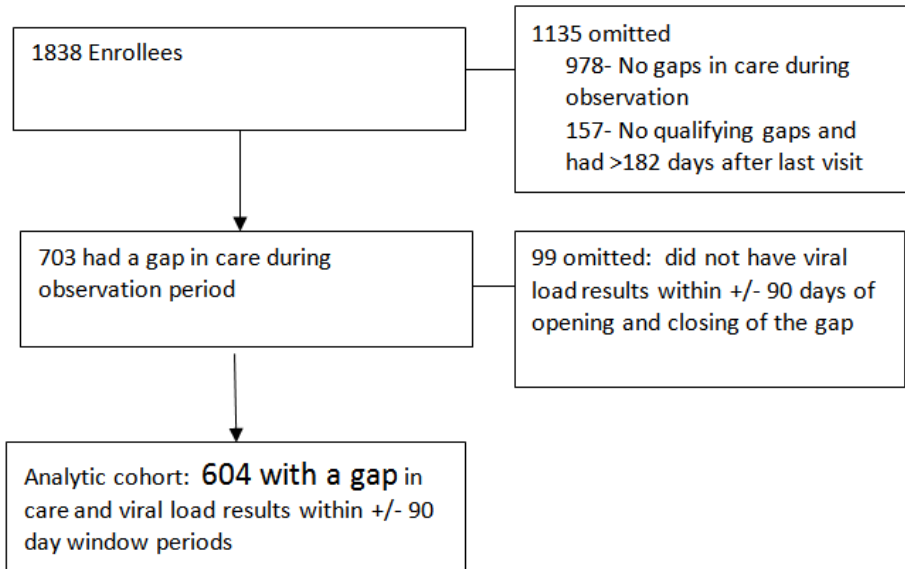 1838 Enrollees
1135 omitted
978- No gaps in care during
observation
157- No qualifying gaps and
had >182 days after last visit
703 had a gap in care during
observation period
99 omitted:  did not have viral
load results within +/- 90 days of
opening and closing of the gap
Analytic cohort:  604 with a gap in
care and viral load results within +/- 90
day window periods